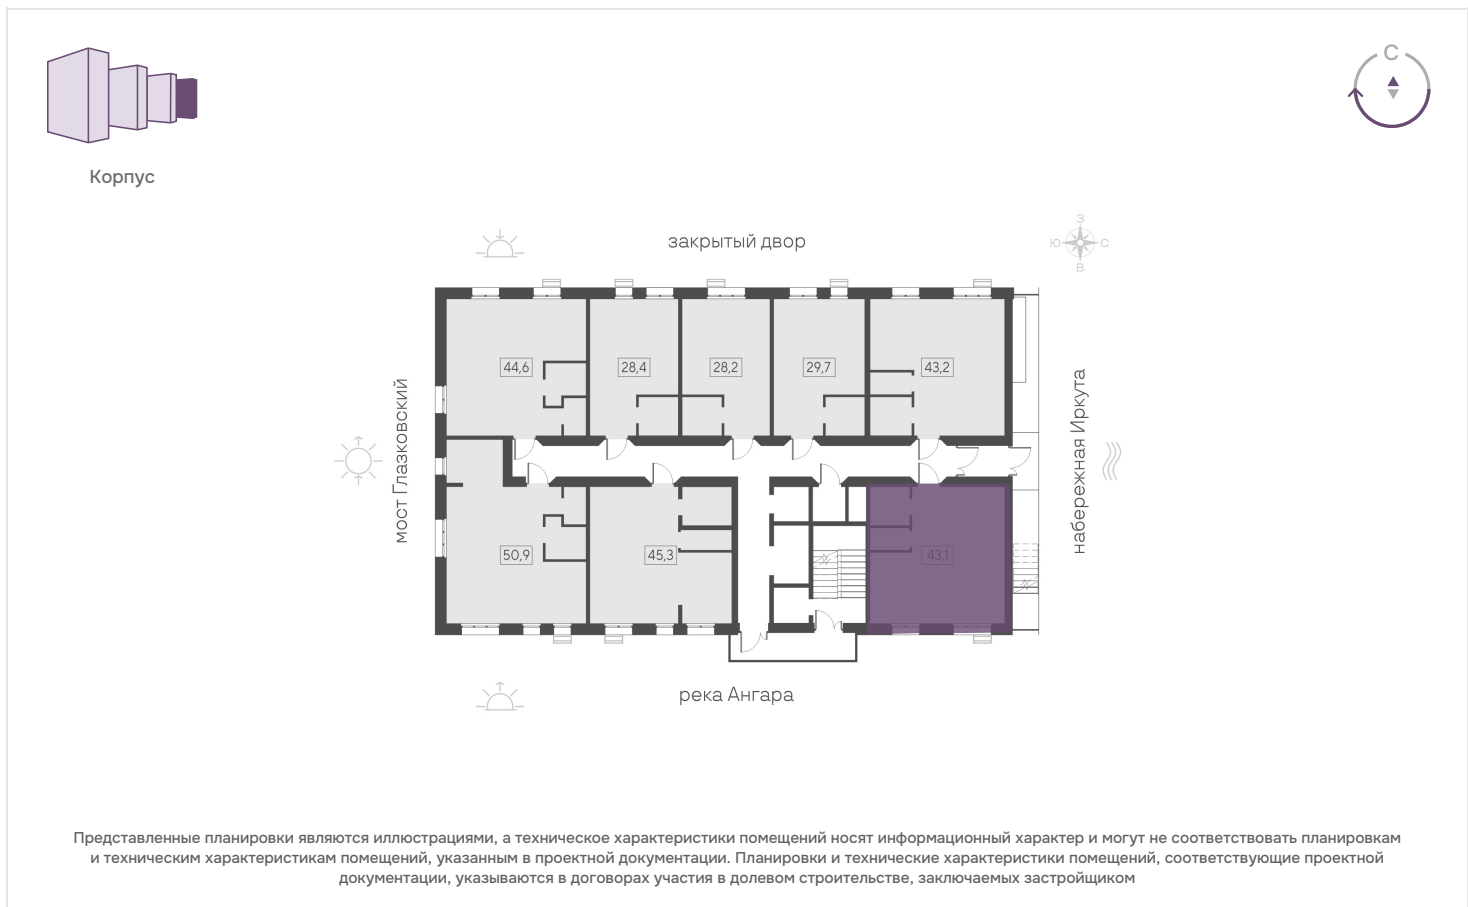 С
Корпус
З
Ю С
В
закрытый двор
44,6
28,4
28,2
29,7
43,2
мост Глазковский
набережная Иркута
50,9
45,3
43,1
река Ангара
Представленные планировки являются иллюстрациями, а техническое характеристики помещений носят информационный характер и могут не соответствовать планировкам
и техническим характеристикам помещений, указанным в проектной документации. Планировки и технические характеристики помещений, соответствующие проектной
документации, указываются в договорах участия в долевом строительстве, заключаемых застройщиком